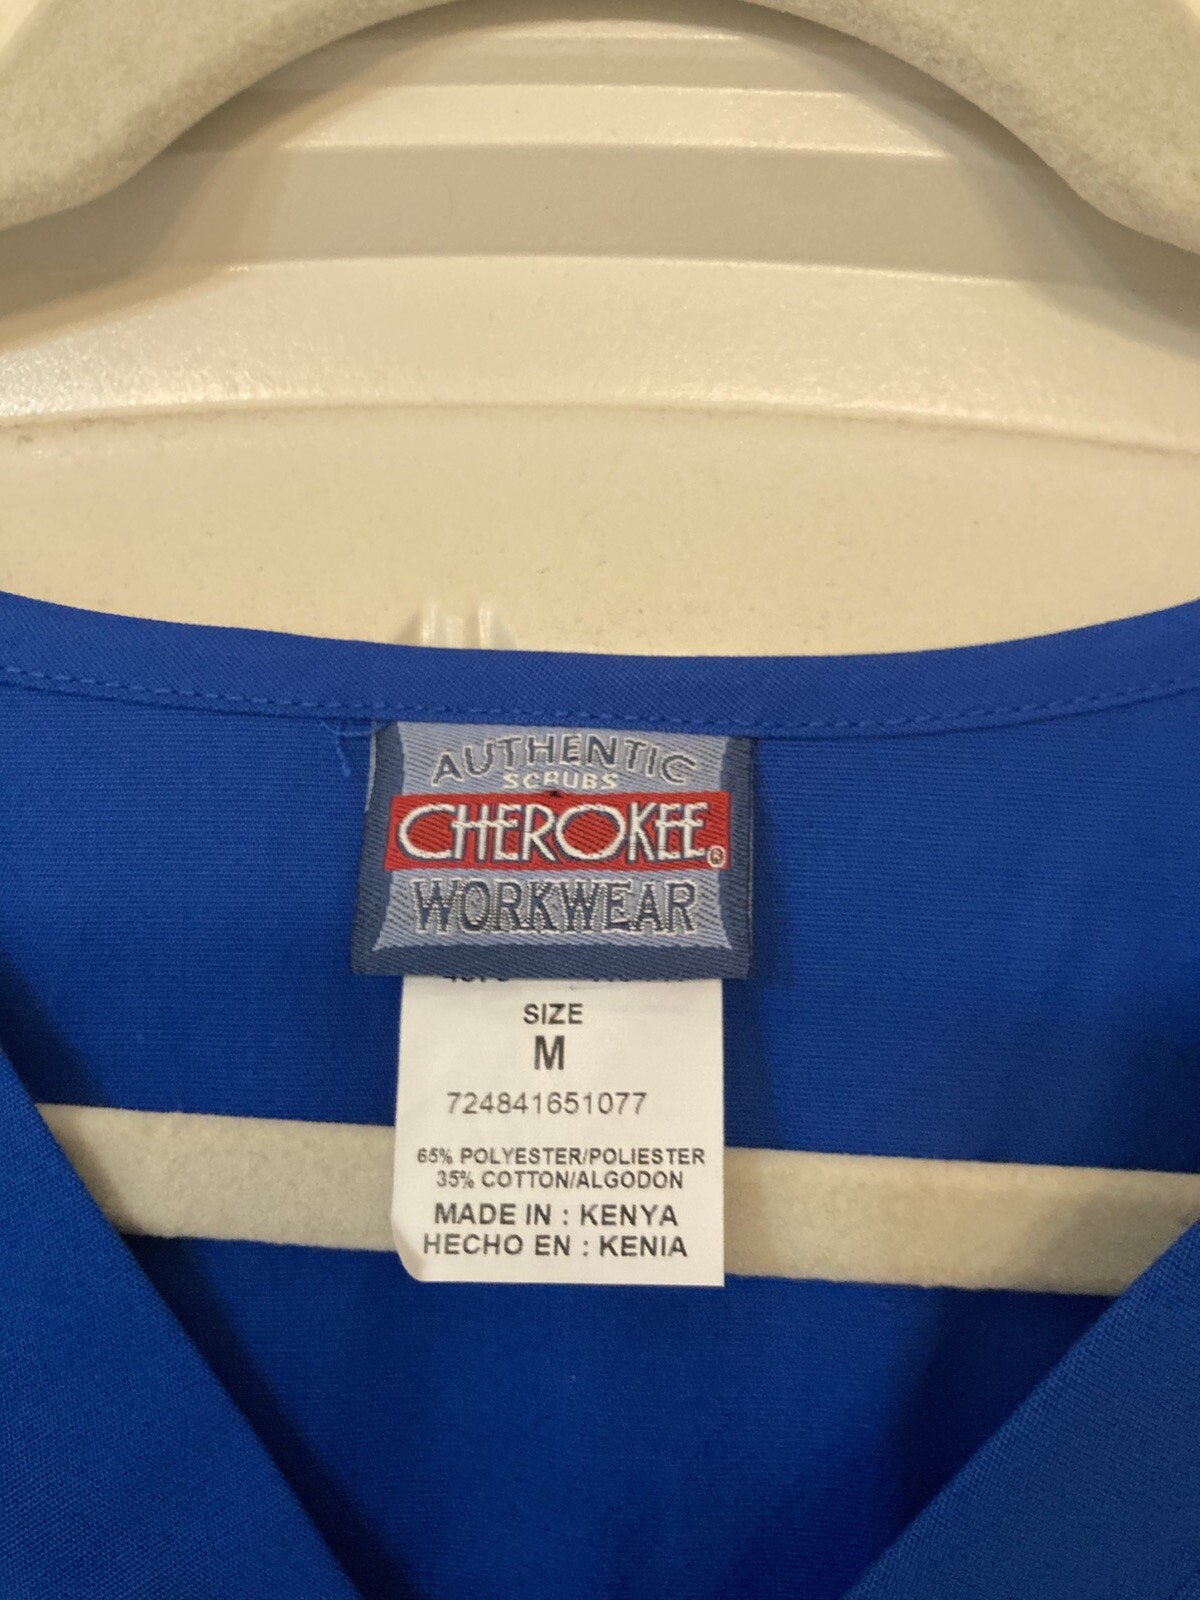 AUTHENTIC
SCRUBS
CHEROKEE®
WORKWEAR
SIZE
M
724841651077
65% POLYESTER/POLIESTER
35% COTTON/ALGODON
MADE IN : KENYA
HECHO EN : KENIA